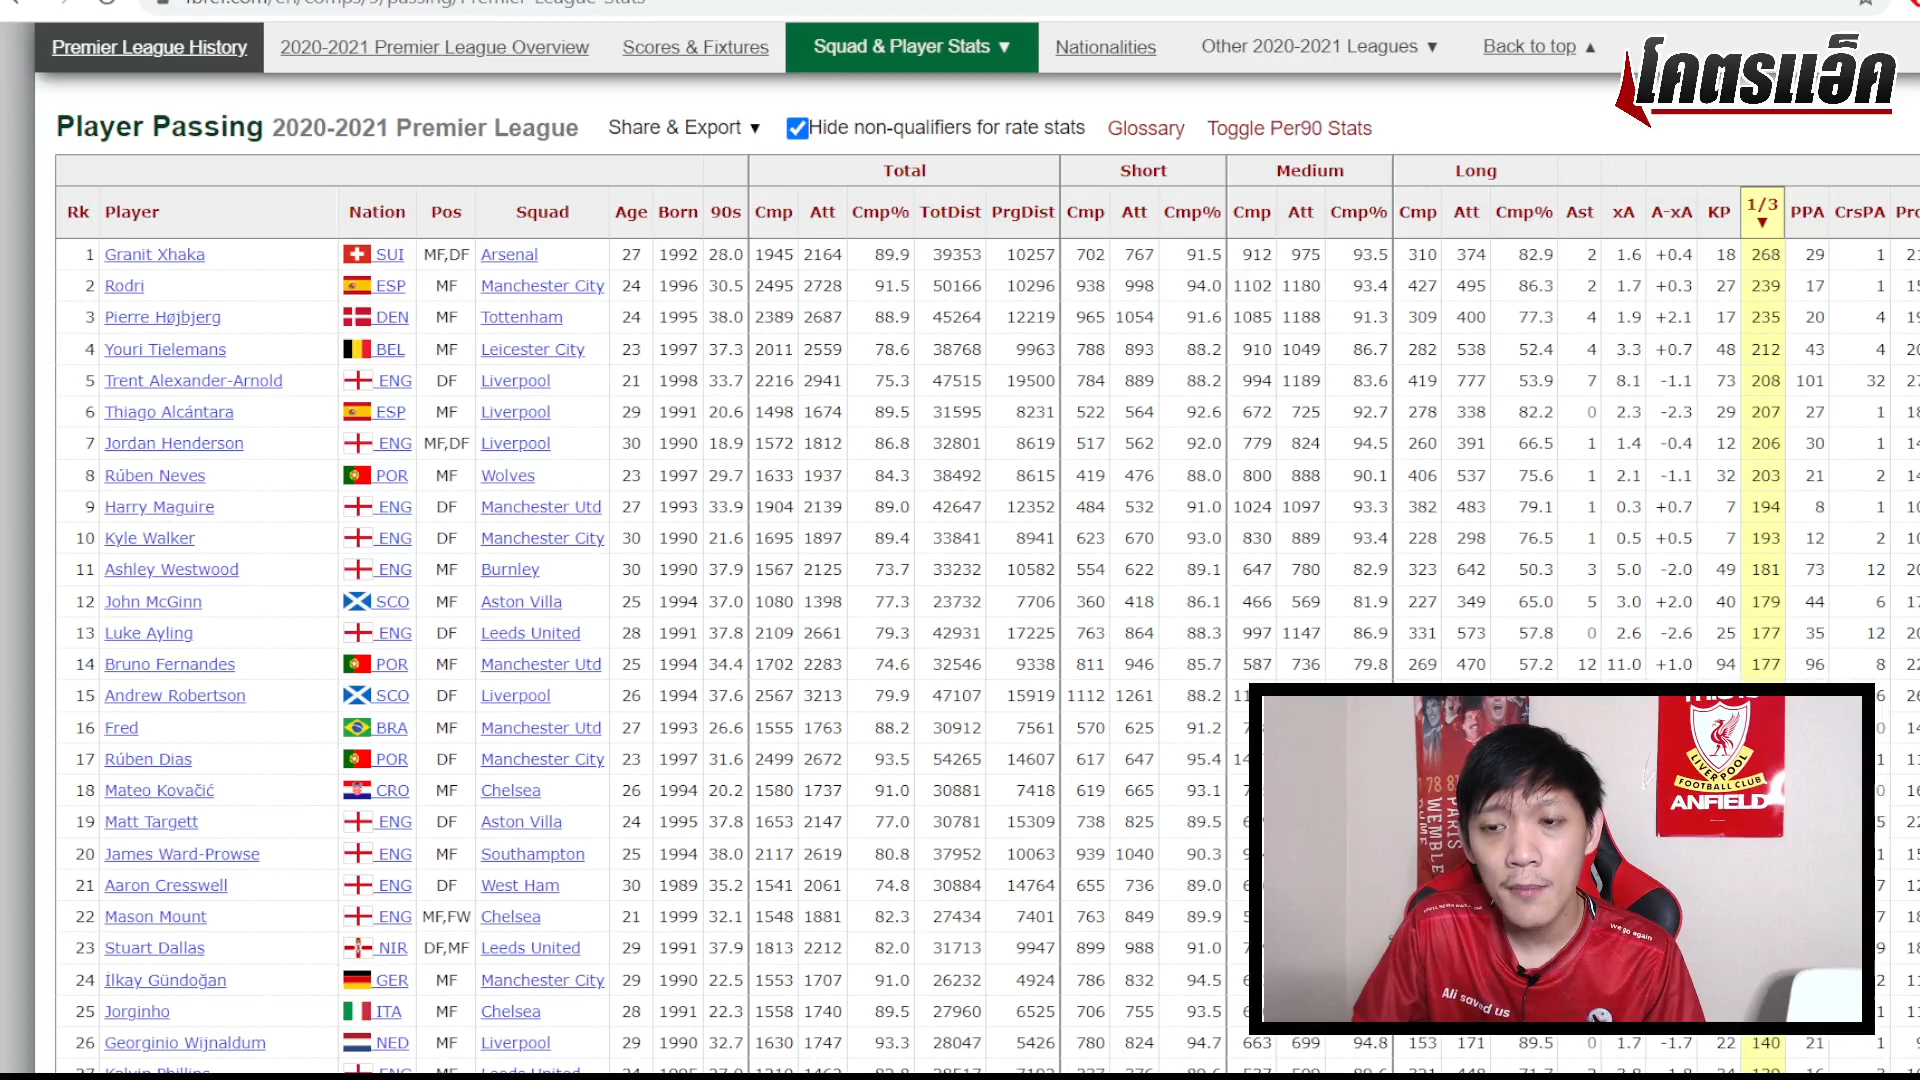 Premier League History 2020-2021 Premier League Overview Scores & Fixtures Squad & Player Stats ▼ Nationalities Other 2020-2021 Leagues ▼ Back to top ▲
โคตรแอ็ค
Player Passing 2020-2021 Premier League Share & Export ▼ Hide non-qualifiers for rate stats Glossary Toggle Per90 Stats
Total Short Medium Long
Rk Player Nation Pos Squad Age Born 90s Cmp Att Cmp% TotDist PrgDist Cmp Att Cmp% Cmp Att Cmp% Cmp Att Cmp% Ast xA A-xA KP 1/3 ▼ PPA CrsPA
1 Granit Xhaka SUI MF,DF Arsenal 27 1992 28.0 1945 2164 89.9 39353 10257 702 767 91.5 912 975 93.5 310 374 82.9 2 1.6 +0.4 18 268 29 1
2 Rodri ESP MF Manchester City 24 1996 30.5 2495 2728 91.5 50166 10296 938 998 94.0 1102 1180 93.4 427 495 86.3 2 1.7 +0.3 27 239 17 1
3 Pierre Højbjerg DEN MF Tottenham 24 1995 38.0 2389 2687 88.9 45264 12219 965 1054 91.6 1085 1188 91.3 309 400 77.3 4 1.9 +2.1 17 235 20 4
4 Youri Tielemans BEL MF Leicester City 23 1997 37.3 2011 2559 78.6 38768 9963 788 893 88.2 910 1049 86.7 282 538 52.4 4 3.3 +0.7 48 212 43 4
5 Trent Alexander-Arnold ENG DF Liverpool 21 1998 33.7 2216 2941 75.3 47515 19500 784 889 88.2 994 1189 83.6 419 777 53.9 7 8.1 -1.1 73 208 101 32
6 Thiago Alcántara ESP MF Liverpool 29 1991 20.6 1498 1674 89.5 31595 8231 522 564 92.6 672 725 92.7 278 338 82.2 0 2.3 -2.3 29 207 27 1
7 Jordan Henderson ENG MF,DF Liverpool 30 1990 18.9 1572 1812 86.8 32801 8619 517 562 92.0 779 824 94.5 260 391 66.5 1 1.4 -0.4 12 206 30 1
8 Rúben Neves POR MF Wolves 23 1997 29.7 1633 1937 84.3 38492 8615 419 476 88.0 800 888 90.1 406 537 75.6 1 2.1 -1.1 32 203 21 2
9 Harry Maguire ENG DF Manchester Utd 27 1993 33.9 1904 2139 89.0 42647 12352 484 532 91.0 1024 1097 93.3 382 483 79.1 1 0.3 +0.7 7 194 8 1
10 Kyle Walker ENG DF Manchester City 30 1990 21.6 1695 1897 89.4 33841 8941 623 670 93.0 830 889 93.4 228 298 76.5 1 0.5 +0.5 7 193 12 2
11 Ashley Westwood ENG MF Burnley 30 1990 37.9 1567 2125 73.7 33232 10582 554 622 89.1 647 780 82.9 323 642 50.3 3 5.0 -2.0 49 181 73 12
12 John McGinn SCO MF Aston Villa 25 1994 37.0 1080 1398 77.3 23732 7706 360 418 86.1 466 569 81.9 227 349 65.0 5 3.0 +2.0 40 179 44 6
13 Luke Ayling ENG DF Leeds United 28 1991 37.8 2109 2661 79.3 42931 17225 763 864 88.3 997 1147 86.9 331 573 57.8 0 2.6 -2.6 25 177 35 12
14 Bruno Fernandes POR MF Manchester Utd 25 1994 34.4 1702 2283 74.6 32546 9338 811 946 85.7 587 736 79.8 269 470 57.2 12 11.0 +1.0 94 177 96 8
15 Andrew Robertson SCO DF Liverpool 26 1994 37.6 2567 3213 79.9 47107 15919 1112 1261 88.2
16 Fred BRA MF Manchester Utd 27 1993 26.6 1555 1763 88.2 30912 7561 570 625 91.2
17 Rúben Dias POR DF Manchester City 23 1997 31.6 2499 2672 93.5 54265 14607 617 647 95.4
18 Mateo Kovačić CRO MF Chelsea 26 1994 20.2 1580 1737 91.0 30881 7418 619 665 93.1
19 Matt Targett ENG DF Aston Villa 24 1995 37.8 1653 2147 77.0 30781 15309 738 825 89.5
20 James Ward-Prowse ENG MF Southampton 25 1994 38.0 2117 2619 80.8 37952 10063 939 1040 90.3
21 Aaron Cresswell ENG DF West Ham 30 1989 35.2 1541 2061 74.8 30884 14764 655 736 89.0
22 Mason Mount ENG MF,FW Chelsea 21 1999 32.1 1548 1881 82.3 27434 7401 763 849 89.9
23 Stuart Dallas NIR DF,MF Leeds United 29 1991 37.9 1813 2212 82.0 31713 9947 899 988 91.0
24 İlkay Gündoğan GER MF Manchester City 29 1990 22.5 1553 1707 91.0 26232 4924 786 832 94.5
25 Jorginho ITA MF Chelsea 28 1991 22.3 1558 1740 89.5 27960 6525 706 755 93.5
26 Georginio Wijnaldum NED MF Liverpool 29 1990 32.7 1630 1747 93.3 28047 5426 780 824 94.7 663 699 94.8 153 171 89.5 0 1.7 -1.7 22 140 21 1
LIVERPOOL
FOOTBALL CLUB
ANFIELD
PARIS
WEMBLEY
we go again
Ali saved us